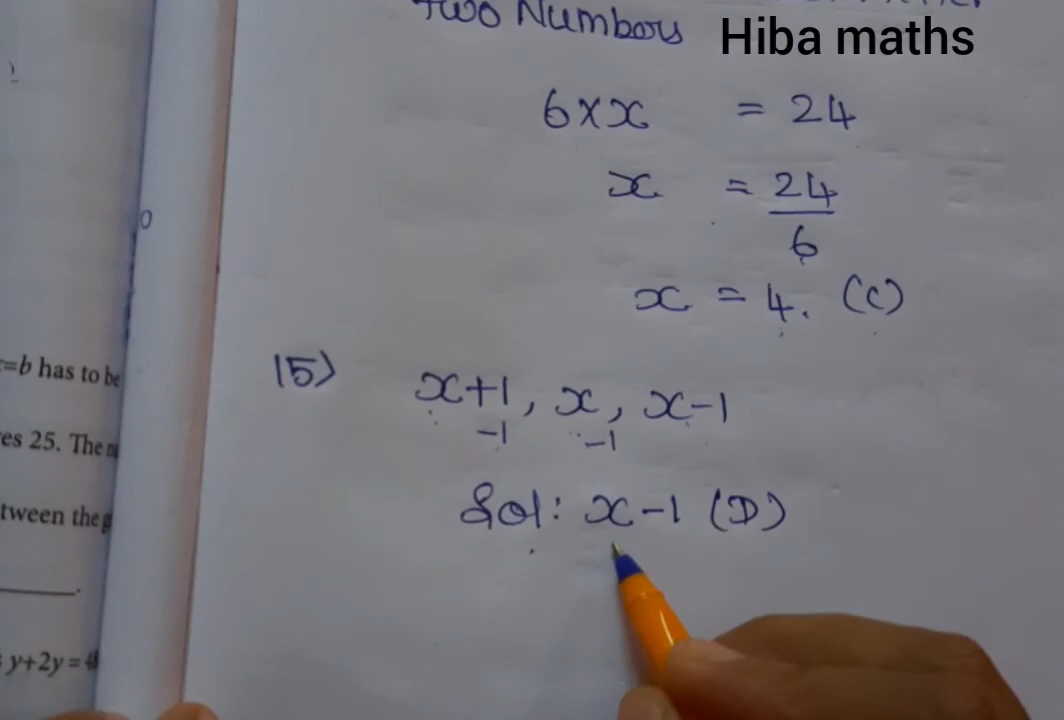 Two Numbers
Hiba maths
6 × x = 24
x = 24
6
x = 4. (C)
15) x+1, x, x-1
-1 -1
Sol: x-1 (D)
=b has to be
es 25. The
tween the
y+2y =